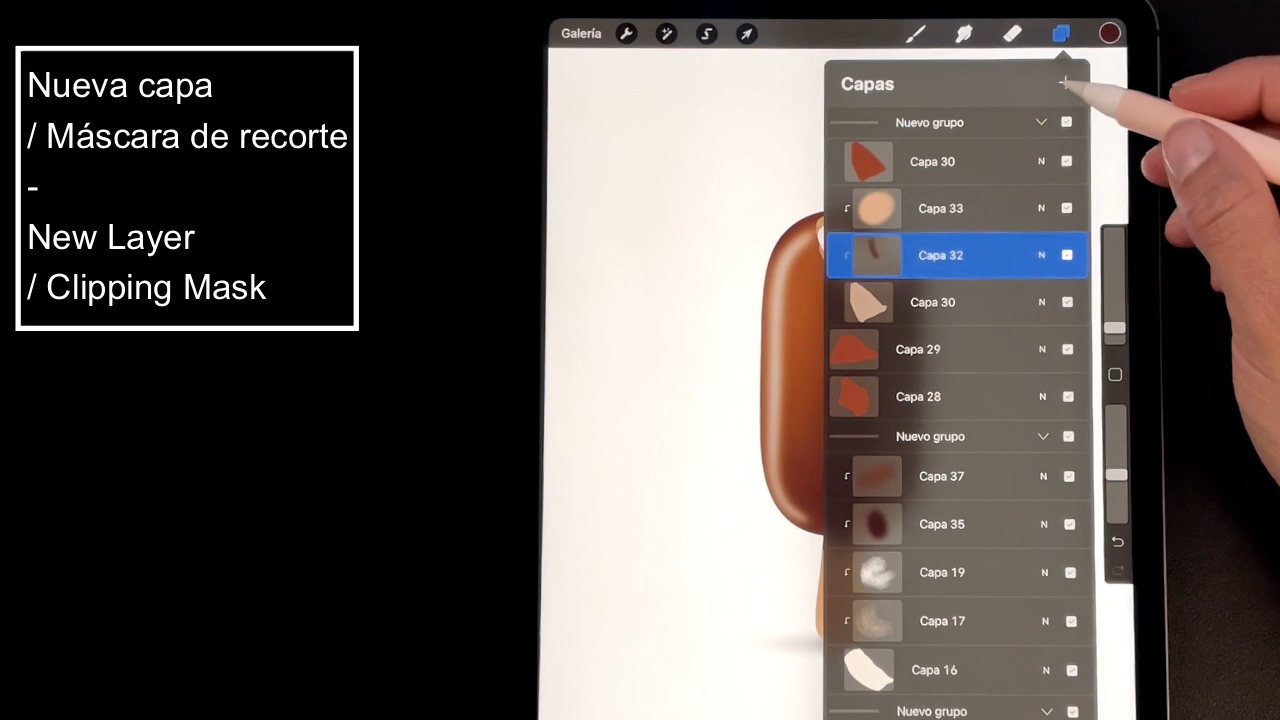 Nueva capa
/ Máscara de recorte
-
New Layer
/ Clipping Mask
Galería
Capas
Nuevo grupo
Capa 30 N
Capa 33 N
Capa 32 N
Capa 30 N
Capa 29 N
Capa 28 N
Nuevo grupo
Capa 37 N
Capa 35 N
Capa 19 N
Capa 17 N
Capa 16 N
Nuevo grupo